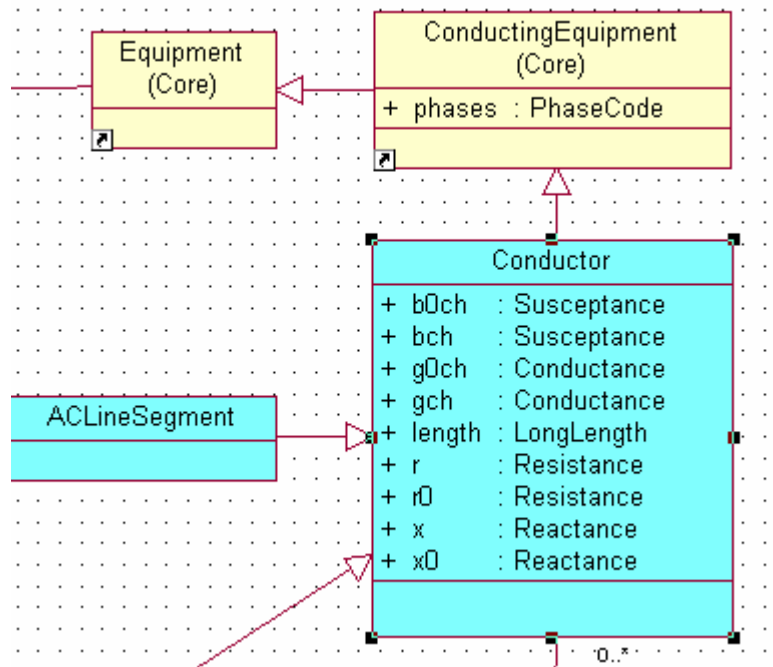 Equipment
(Core)
ConductingEquipment
(Core)
+ phases : PhaseCode
Conductor
+ b0ch : Susceptance
+ bch : Susceptance
+ g0ch : Conductance
+ gch : Conductance
+ length : LongLength
+ r : Resistance
+ r0 : Resistance
+ x : Reactance
+ x0 : Reactance
ACLineSegment
0..*